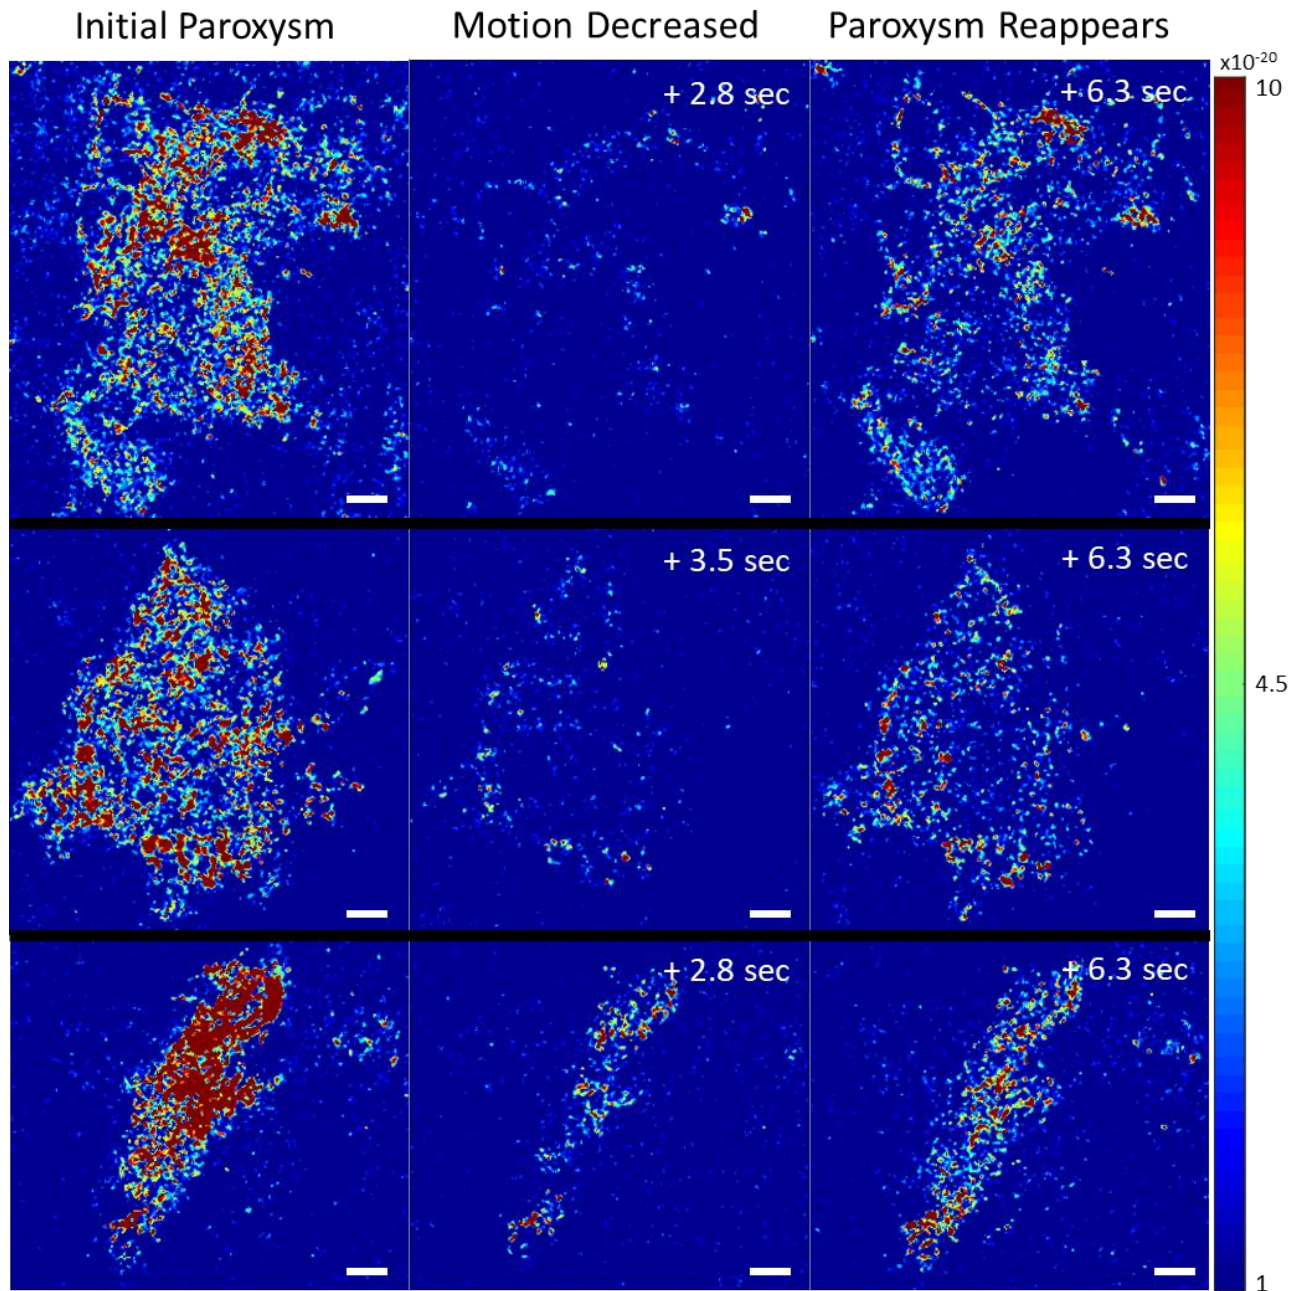 Initial Paroxysm
Motion Decreased
Paroxysm Reappears
x10⁻²⁰
10
+ 2.8 sec
+ 6.3 sec
4.5
+ 3.5 sec
+ 6.3 sec
+ 2.8 sec
+ 6.3 sec
1